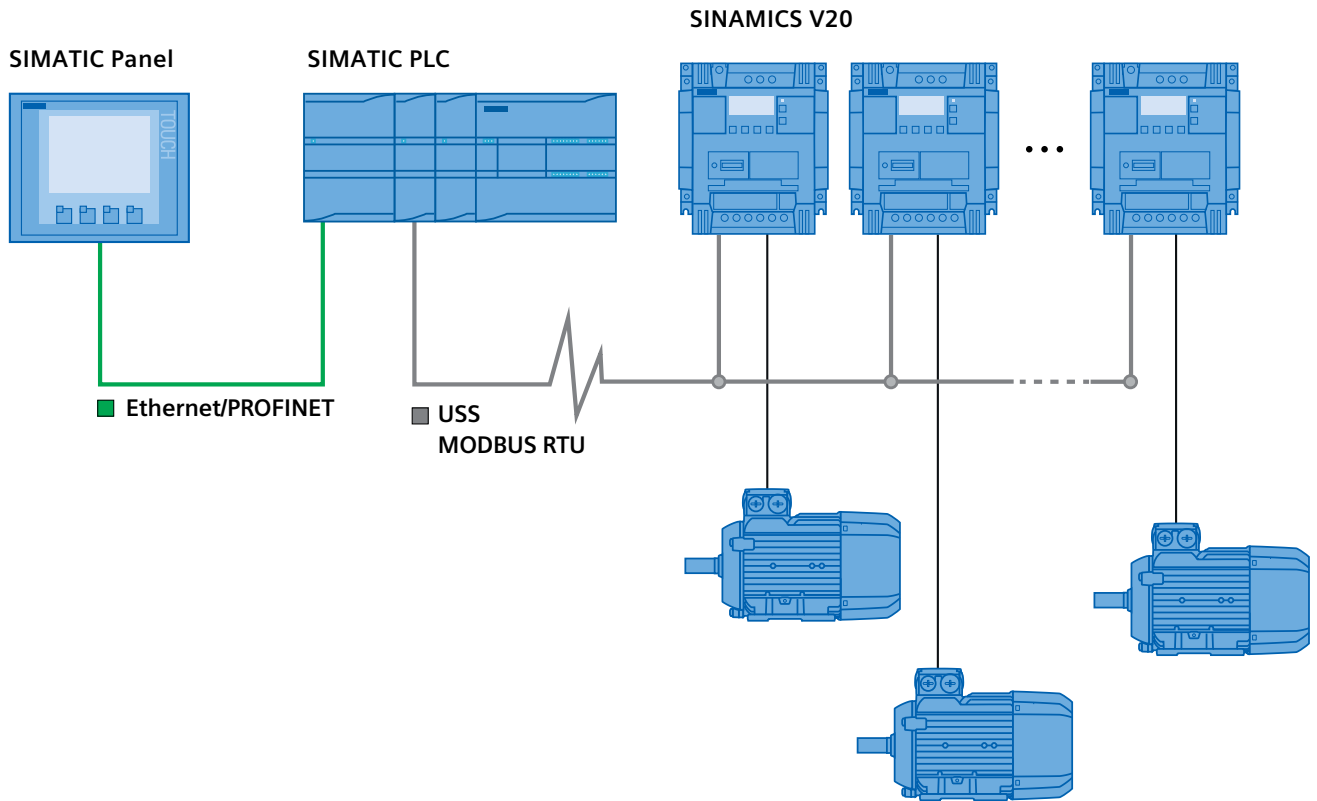 SINAMICS V20
SIMATIC Panel
SIMATIC PLC
TOUCH
Ethernet/PROFINET
USS
MODBUS RTU